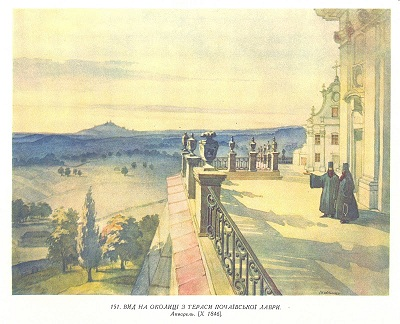 151. ВИД НА ОКОЛИЦІ З ТЕРАСИ ПОЧАЇВСЬКОЇ ЛАВРИ.
Акварель. [X 1846].